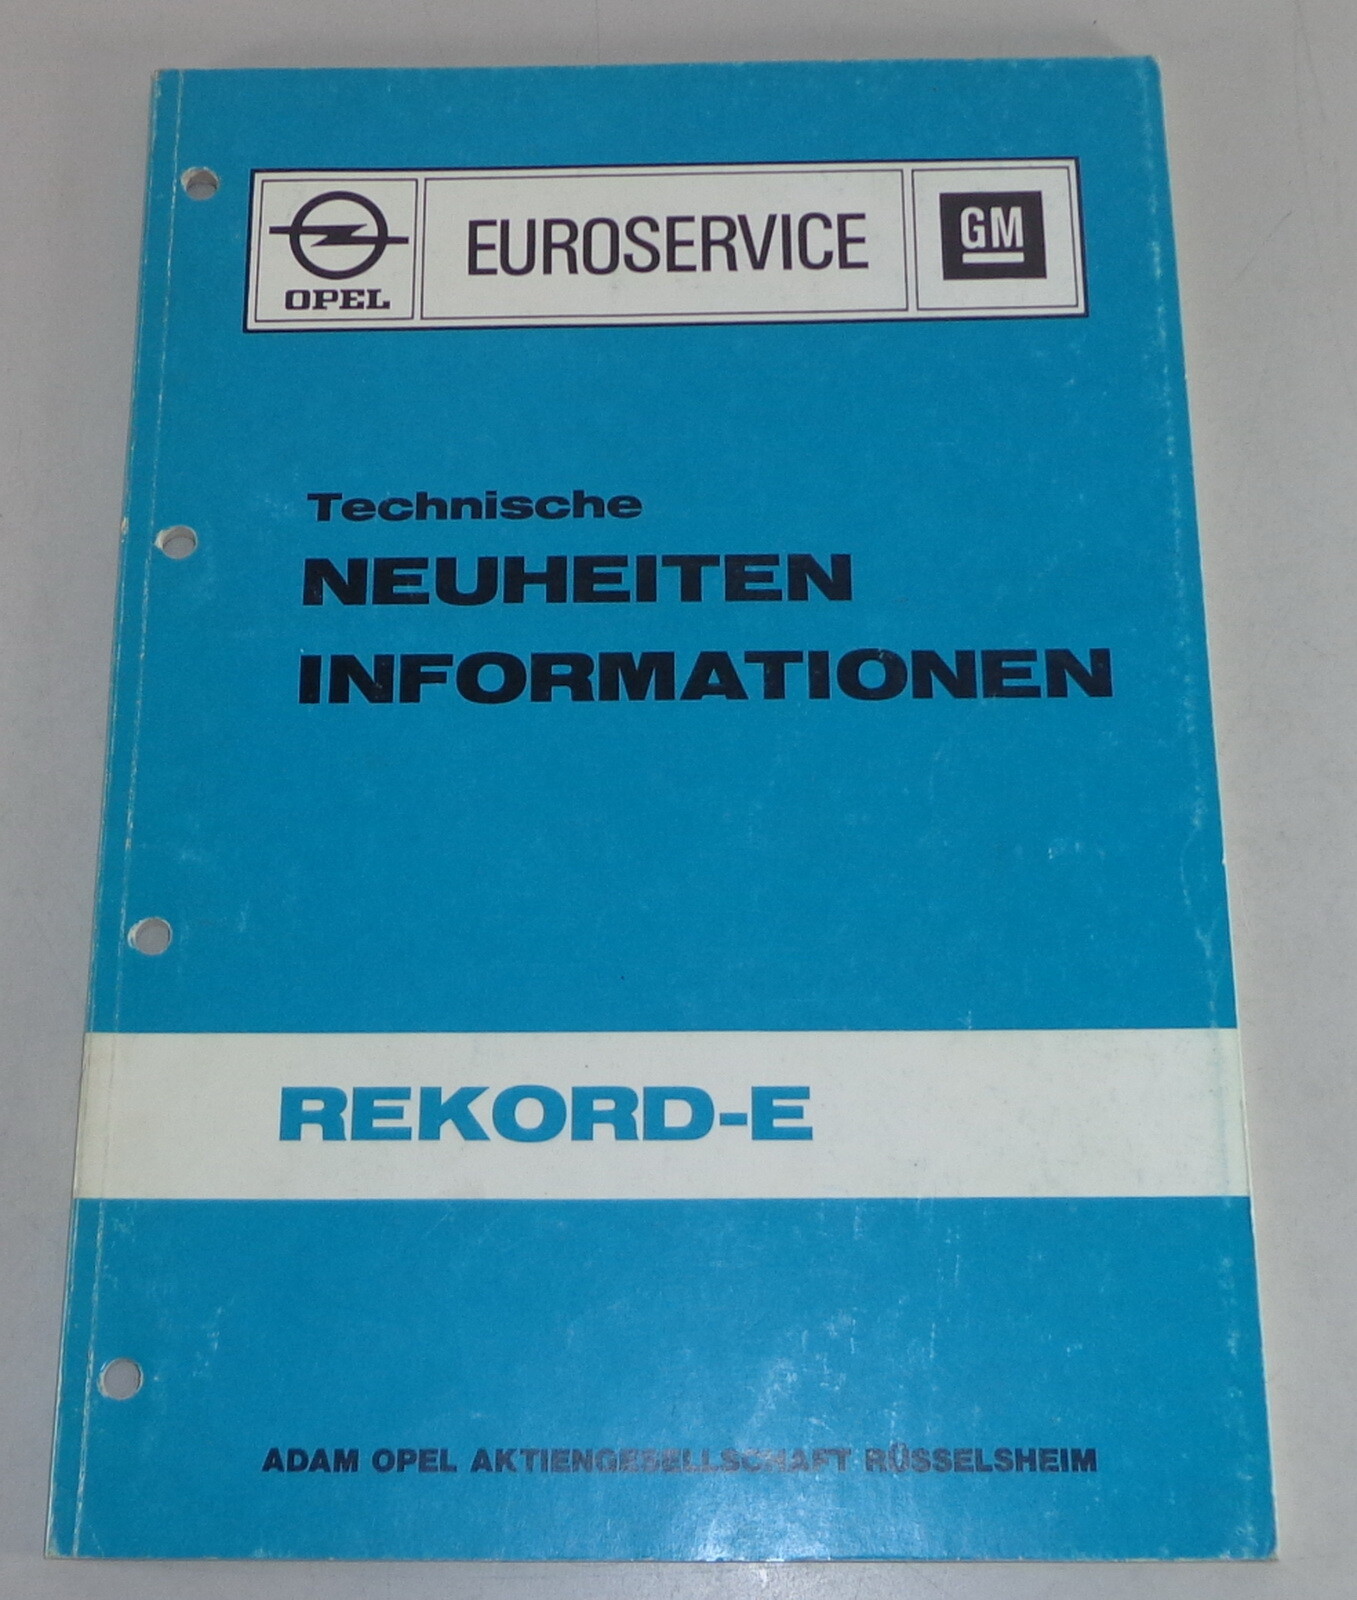 OPEL
EUROSERVICE
GM
Technische
NEUHEITEN
INFORMATIONEN
REKORD-E
ADAM OPEL AKTIENGESELLSCHAFT RÜSSELSHEIM